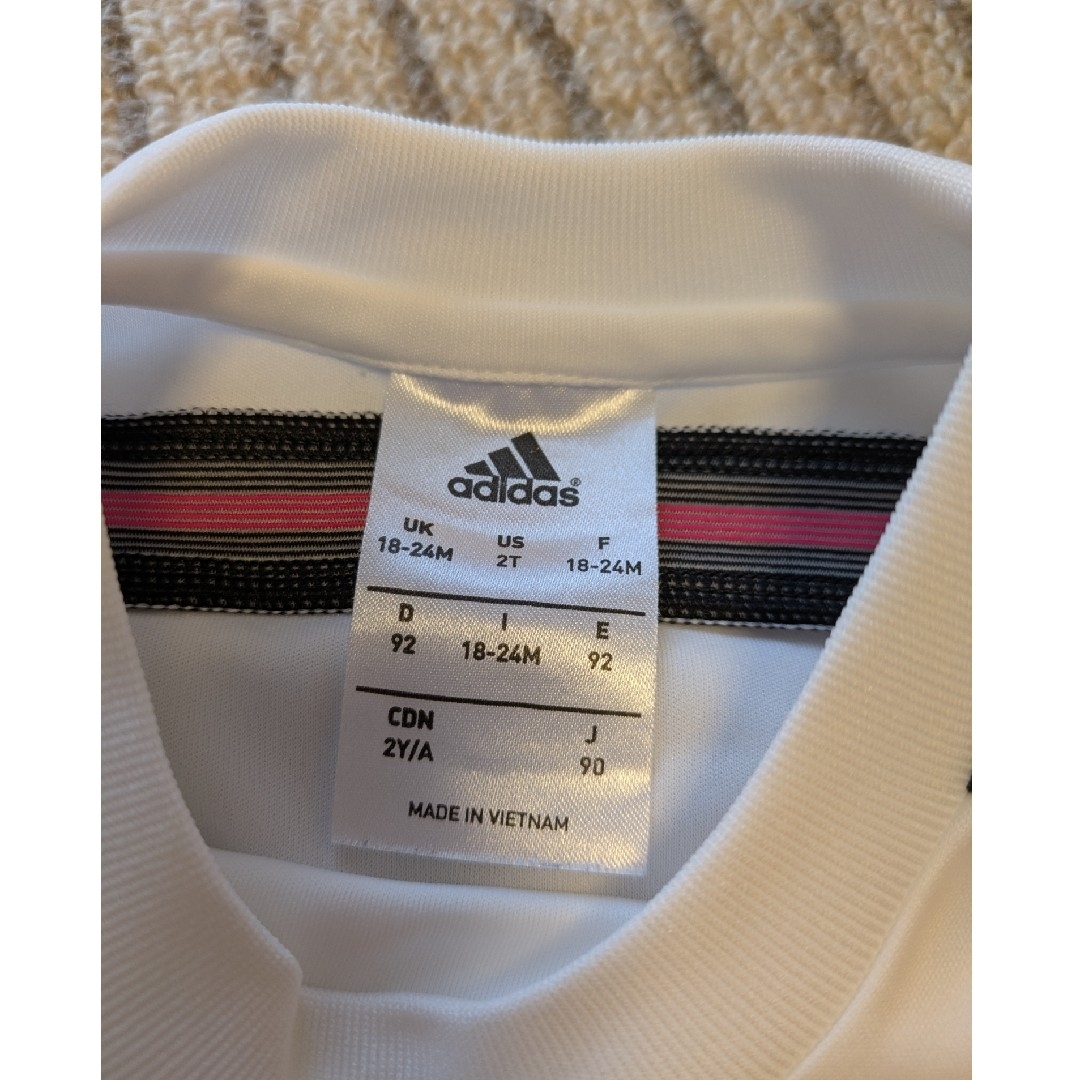 adidas®
UK US F
18-24M 2T 18-24M
D I E
92 18-24M 92
CDN J
2Y/A 90
MADE IN VIETNAM